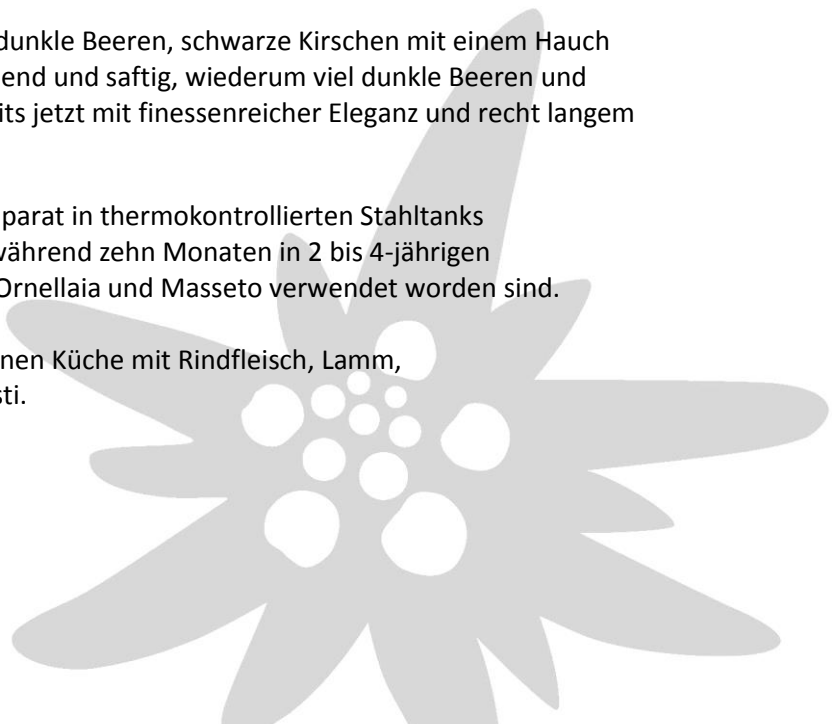 dunkle Beeren, schwarze Kirschen mit einem Hauch
end und saftig, wiederum viel dunkle Beeren und
its jetzt mit finessenreicher Eleganz und recht langem
parat in thermokontrollierten Stahltanks
während zehn Monaten in 2 bis 4-jährigen
Ornellaia und Masseto verwendet worden sind.
nen Küche mit Rindfleisch, Lamm,
sti.